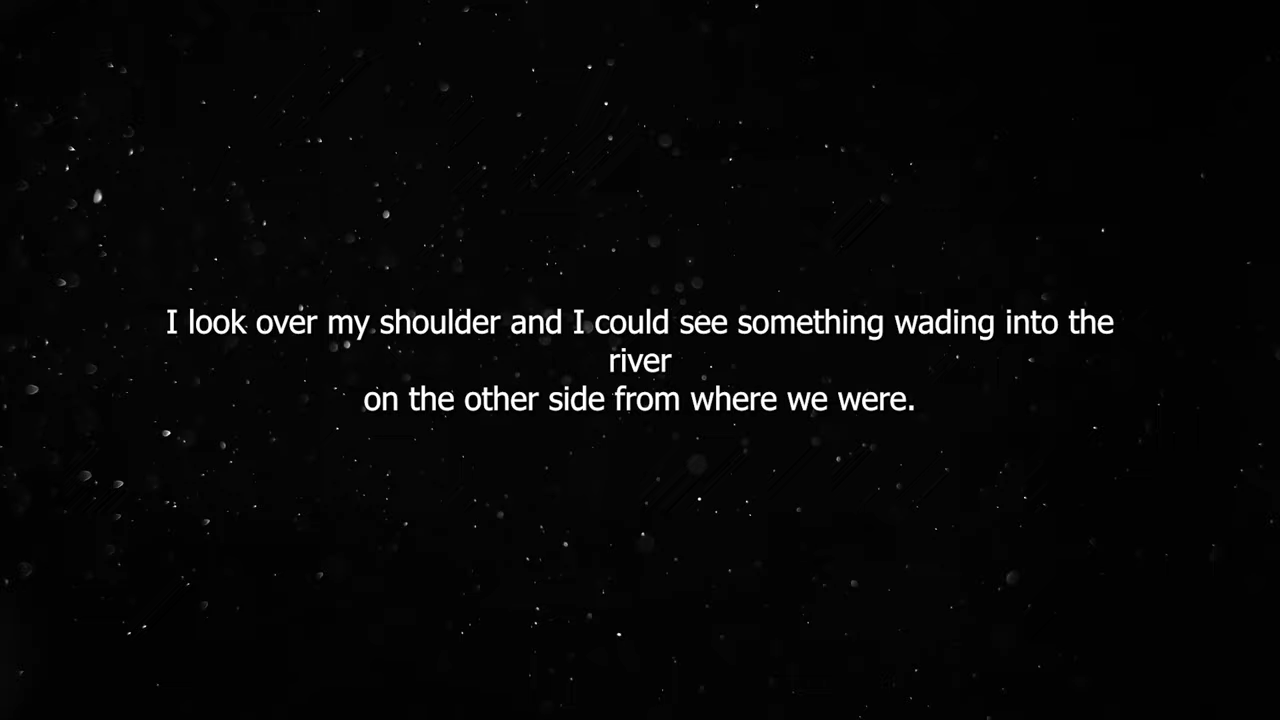 I look over my shoulder and I could see something wading into the
river
on the other side from where we were.